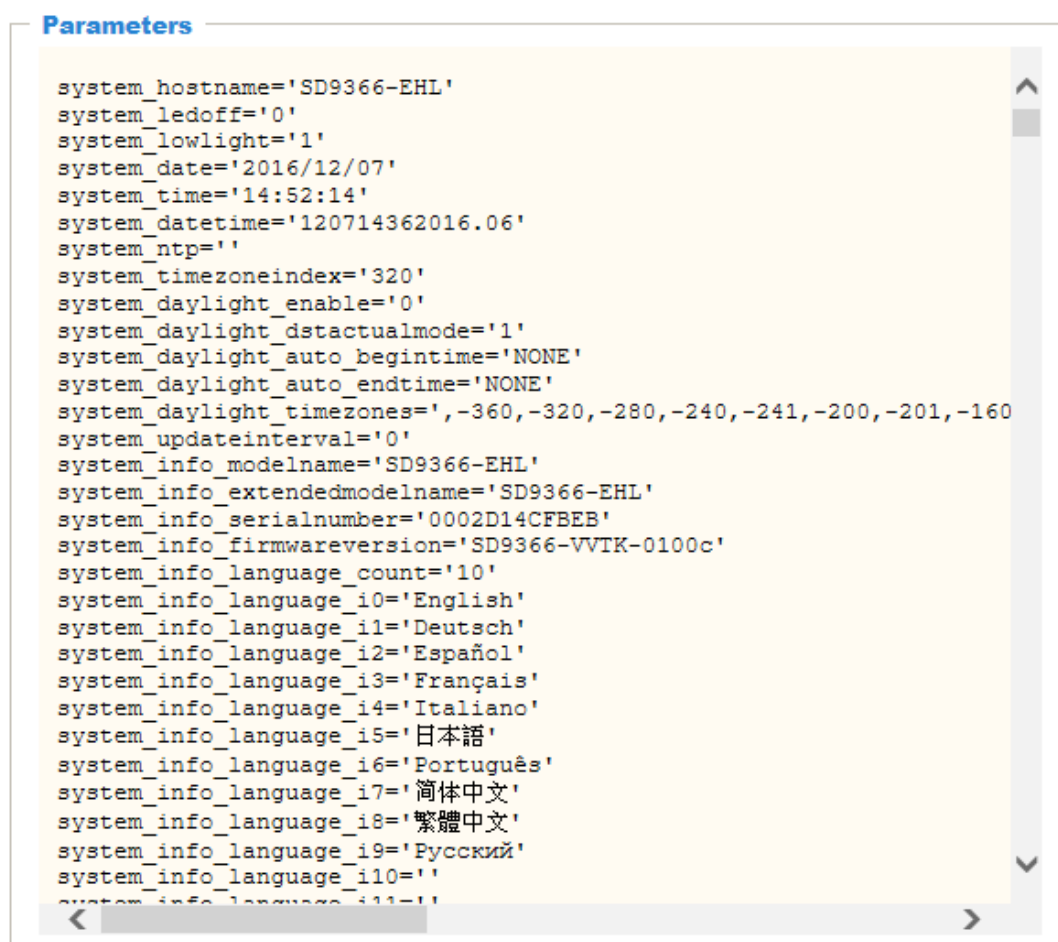 Parameters
system_hostname='SD9366-EHL'
system_ledoff='0'
system_lowlight='1'
system_date='2016/12/07'
system_time='14:52:14'
system_datetime='120714362016.06'
system_ntp=''
system_timezoneindex='320'
system_daylight_enable='0'
system_daylight_dstactualmode='1'
system_daylight_auto_begintime='NONE'
system_daylight_auto_endtime='NONE'
system_daylight_timezones=',-360,-320,-280,-240,-241,-200,-201,-160
system_updateinterval='0'
system_info_modelname='SD9366-EHL'
system_info_extendedmodelname='SD9366-EHL'
system_info_serialnumber='0002D14CFBEB'
system_info_firmwareversion='SD9366-VVTK-0100c'
system_info_language_count='10'
system_info_language_i0='English'
system_info_language_i1='Deutsch'
system_info_language_i2='Español'
system_info_language_i3='Français'
system_info_language_i4='Italiano'
system_info_language_i5='日本語'
system_info_language_i6='Português'
system_info_language_i7='简体中文'
system_info_language_i8='繁體中文'
system_info_language_i9='Русский'
system_info_language_i10=''
system_info_language_i11=''